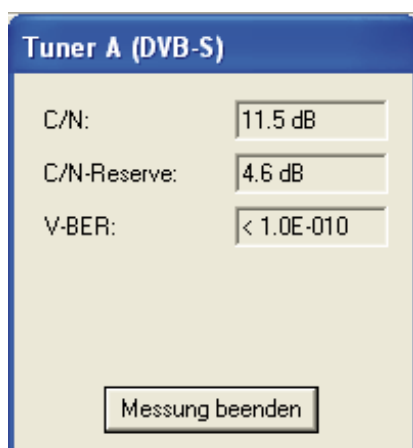 Tuner A (DVB-S)
C/N: 11.5 dB
C/N-Reserve: 4.6 dB
V-BER: < 1.0E-010
Messung beenden